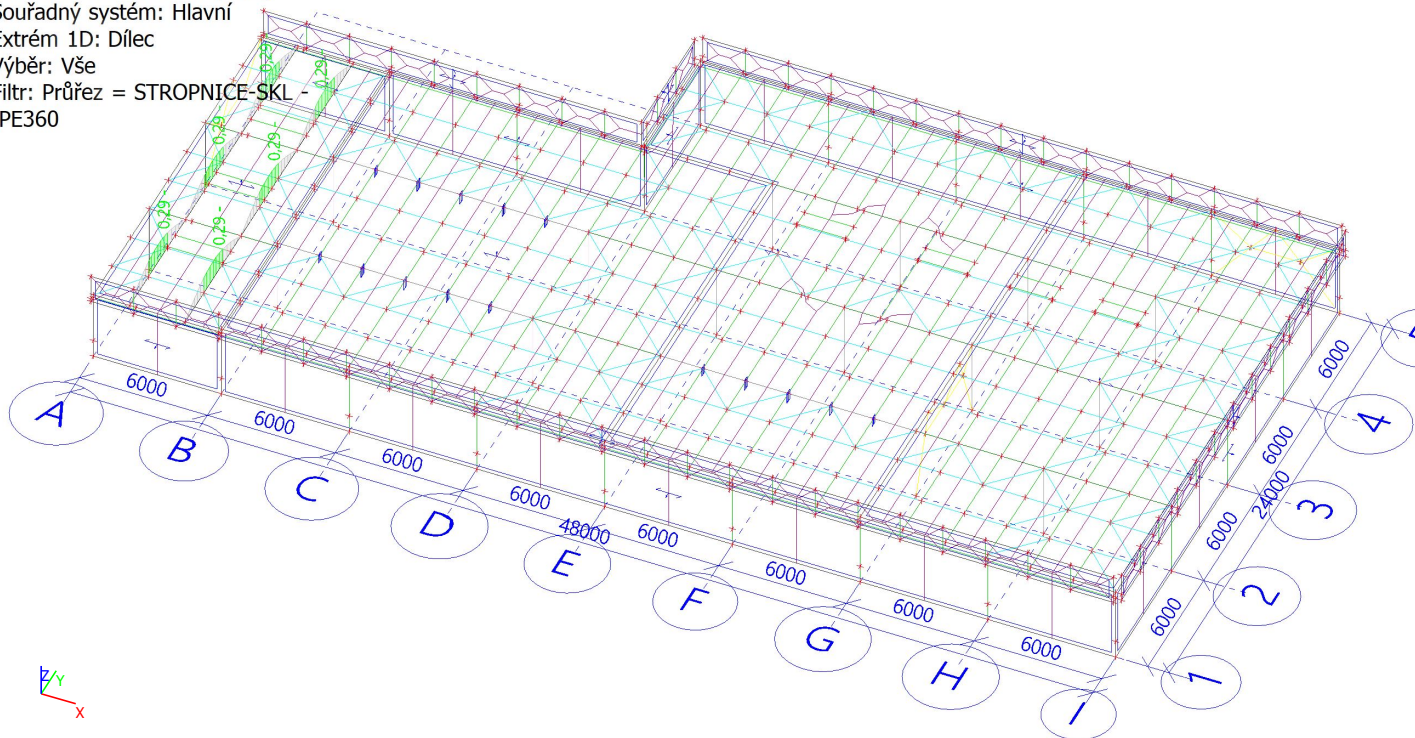 Souřadný systém: Hlavní
Extrém 1D: Dílec
Výběr: Vše
Filtr: Průřez = STROPNICE-SKL -
IPE360
0,29
0,29
0,29
0,29
0,29
0,29
6000
6000
6000
6000
6000
6000
6000
6000
48000
6000
6000
6000
6000
24000
A
B
C
D
E
F
G
H
I
1
2
3
4
Z
Y
X